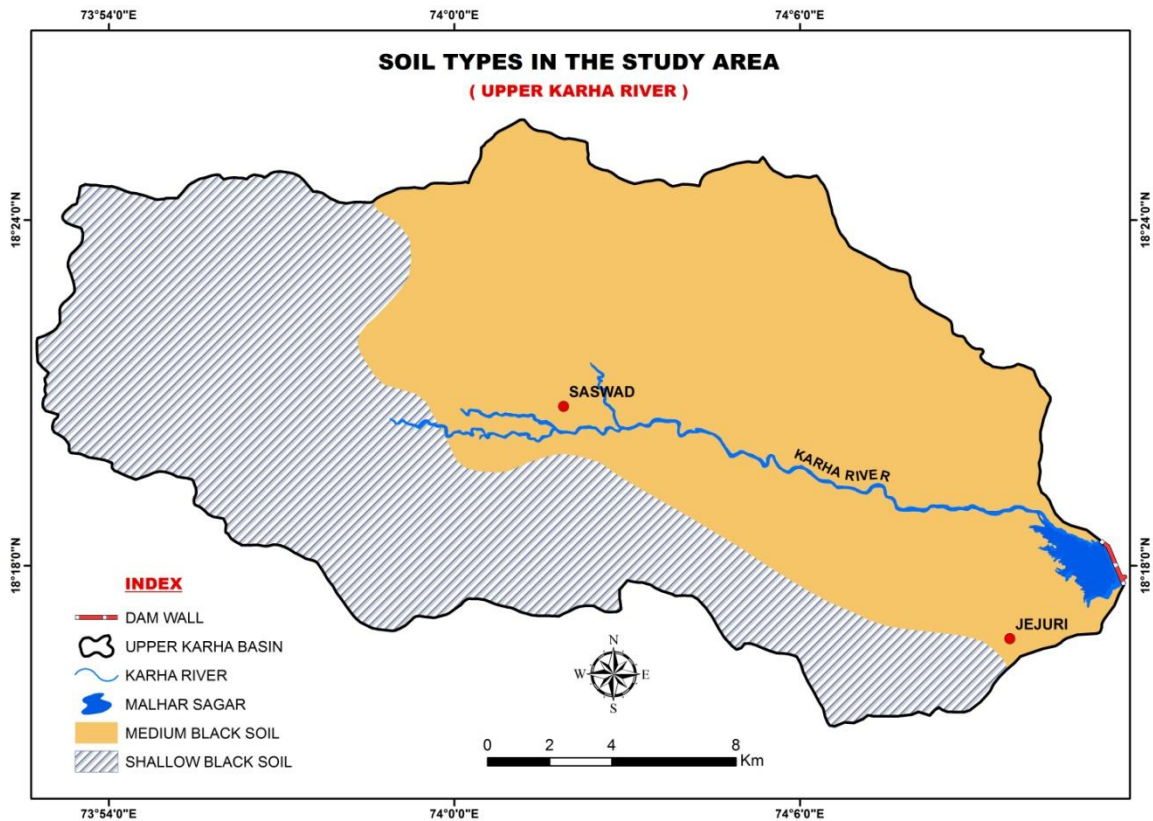 73°54'0"E 74°0'0"E 74°6'0"E
SOIL TYPES IN THE STUDY AREA
( UPPER KARHA RIVER )
18°24'0"N 18°24'0"N
SASWAD
KARHA RIVER
18°18'0"N 18°18'0"N
JEJURI
INDEX
DAM WALL
UPPER KARHA BASIN
KARHA RIVER
MALHAR SAGAR
MEDIUM BLACK SOIL
SHALLOW BLACK SOIL
N
W E
S
0 2 4 8
Km
73°54'0"E 74°0'0"E 74°6'0"E